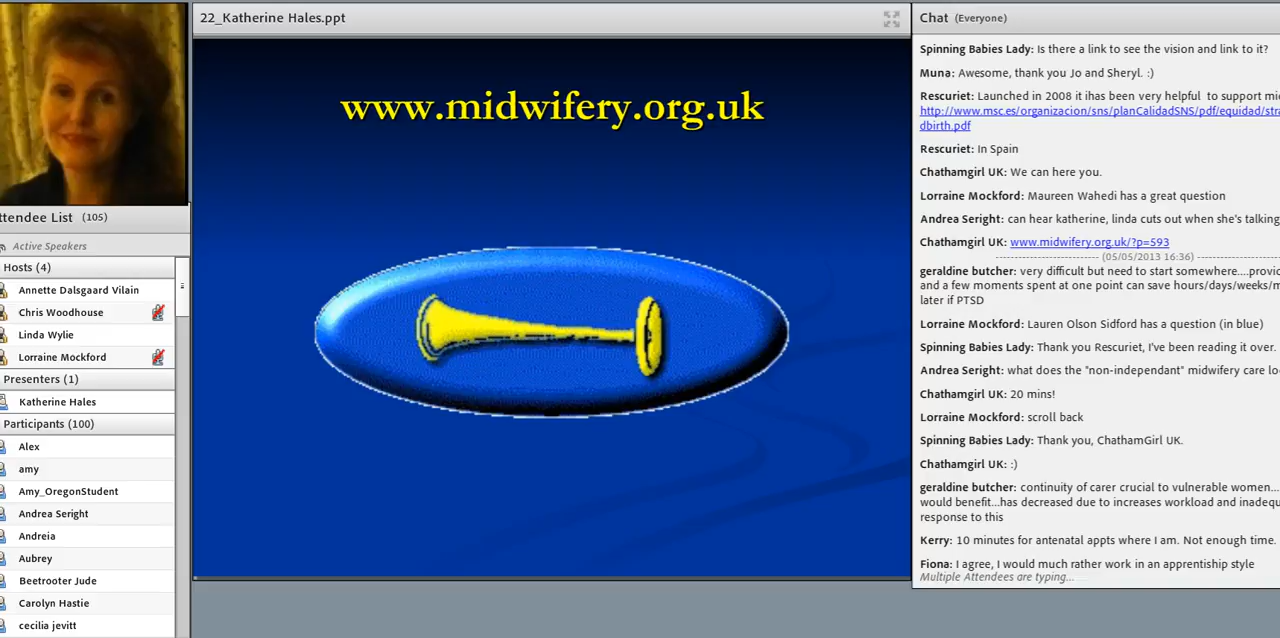 22_Katherine Hales.ppt
www.midwifery.org.uk
ttendee List (105)
Active Speakers
Hosts (4)
Annette Dalsgaard Vilain
Chris Woodhouse
Linda Wylie
Lorraine Mockford
Presenters (1)
Katherine Hales
Participants (100)
Alex
amy
Amy_OregonStudent
Andrea Seright
Andreia
Aubrey
Beetrooter Jude
Carolyn Hastie
cecilia jevitt
Chat (Everyone)
Spinning Babies Lady: Is there a link to see the vision and link to it?
Muna: Awesome, thank you Jo and Sheryl. :)
Rescuriet: Launched in 2008 it ihas been very helpful to support mi
http://www.msc.es/organizacion/sns/planCalidadSNS/pdf/equidad/stra
dbirth.pdf
Rescuriet: In Spain
Chathamgirl UK: We can here you.
Lorraine Mockford: Maureen Wahedi has a great question
Andrea Seright: can hear katherine, linda cuts out when she's talking
Chathamgirl UK: www.midwifery.org.uk/?p=593
(05/05/2013 16:36)
geraldine butcher: very difficult but need to start somewhere....provic
and a few moments spent at one point can save hours/days/weeks/m
later if PTSD
Lorraine Mockford: Lauren Olson Sidford has a question (in blue)
Spinning Babies Lady: Thank you Rescuriet, I've been reading it over.
Andrea Seright: what does the "non-independant" midwifery care lo
Chathamgirl UK: 20 mins!
Lorraine Mockford: scroll back
Spinning Babies Lady: Thank you, ChathamGirl UK.
Chathamgirl UK: :)
geraldine butcher: continuity of carer crucial to vulnerable women...
would benefit...has decreased due to increases workload and inadequ
response to this
Kerry: 10 minutes for antenatal appts where I am. Not enough time.
Fiona: I agree, I would much rather work in an apprentiship style
Multiple Attendees are typing...